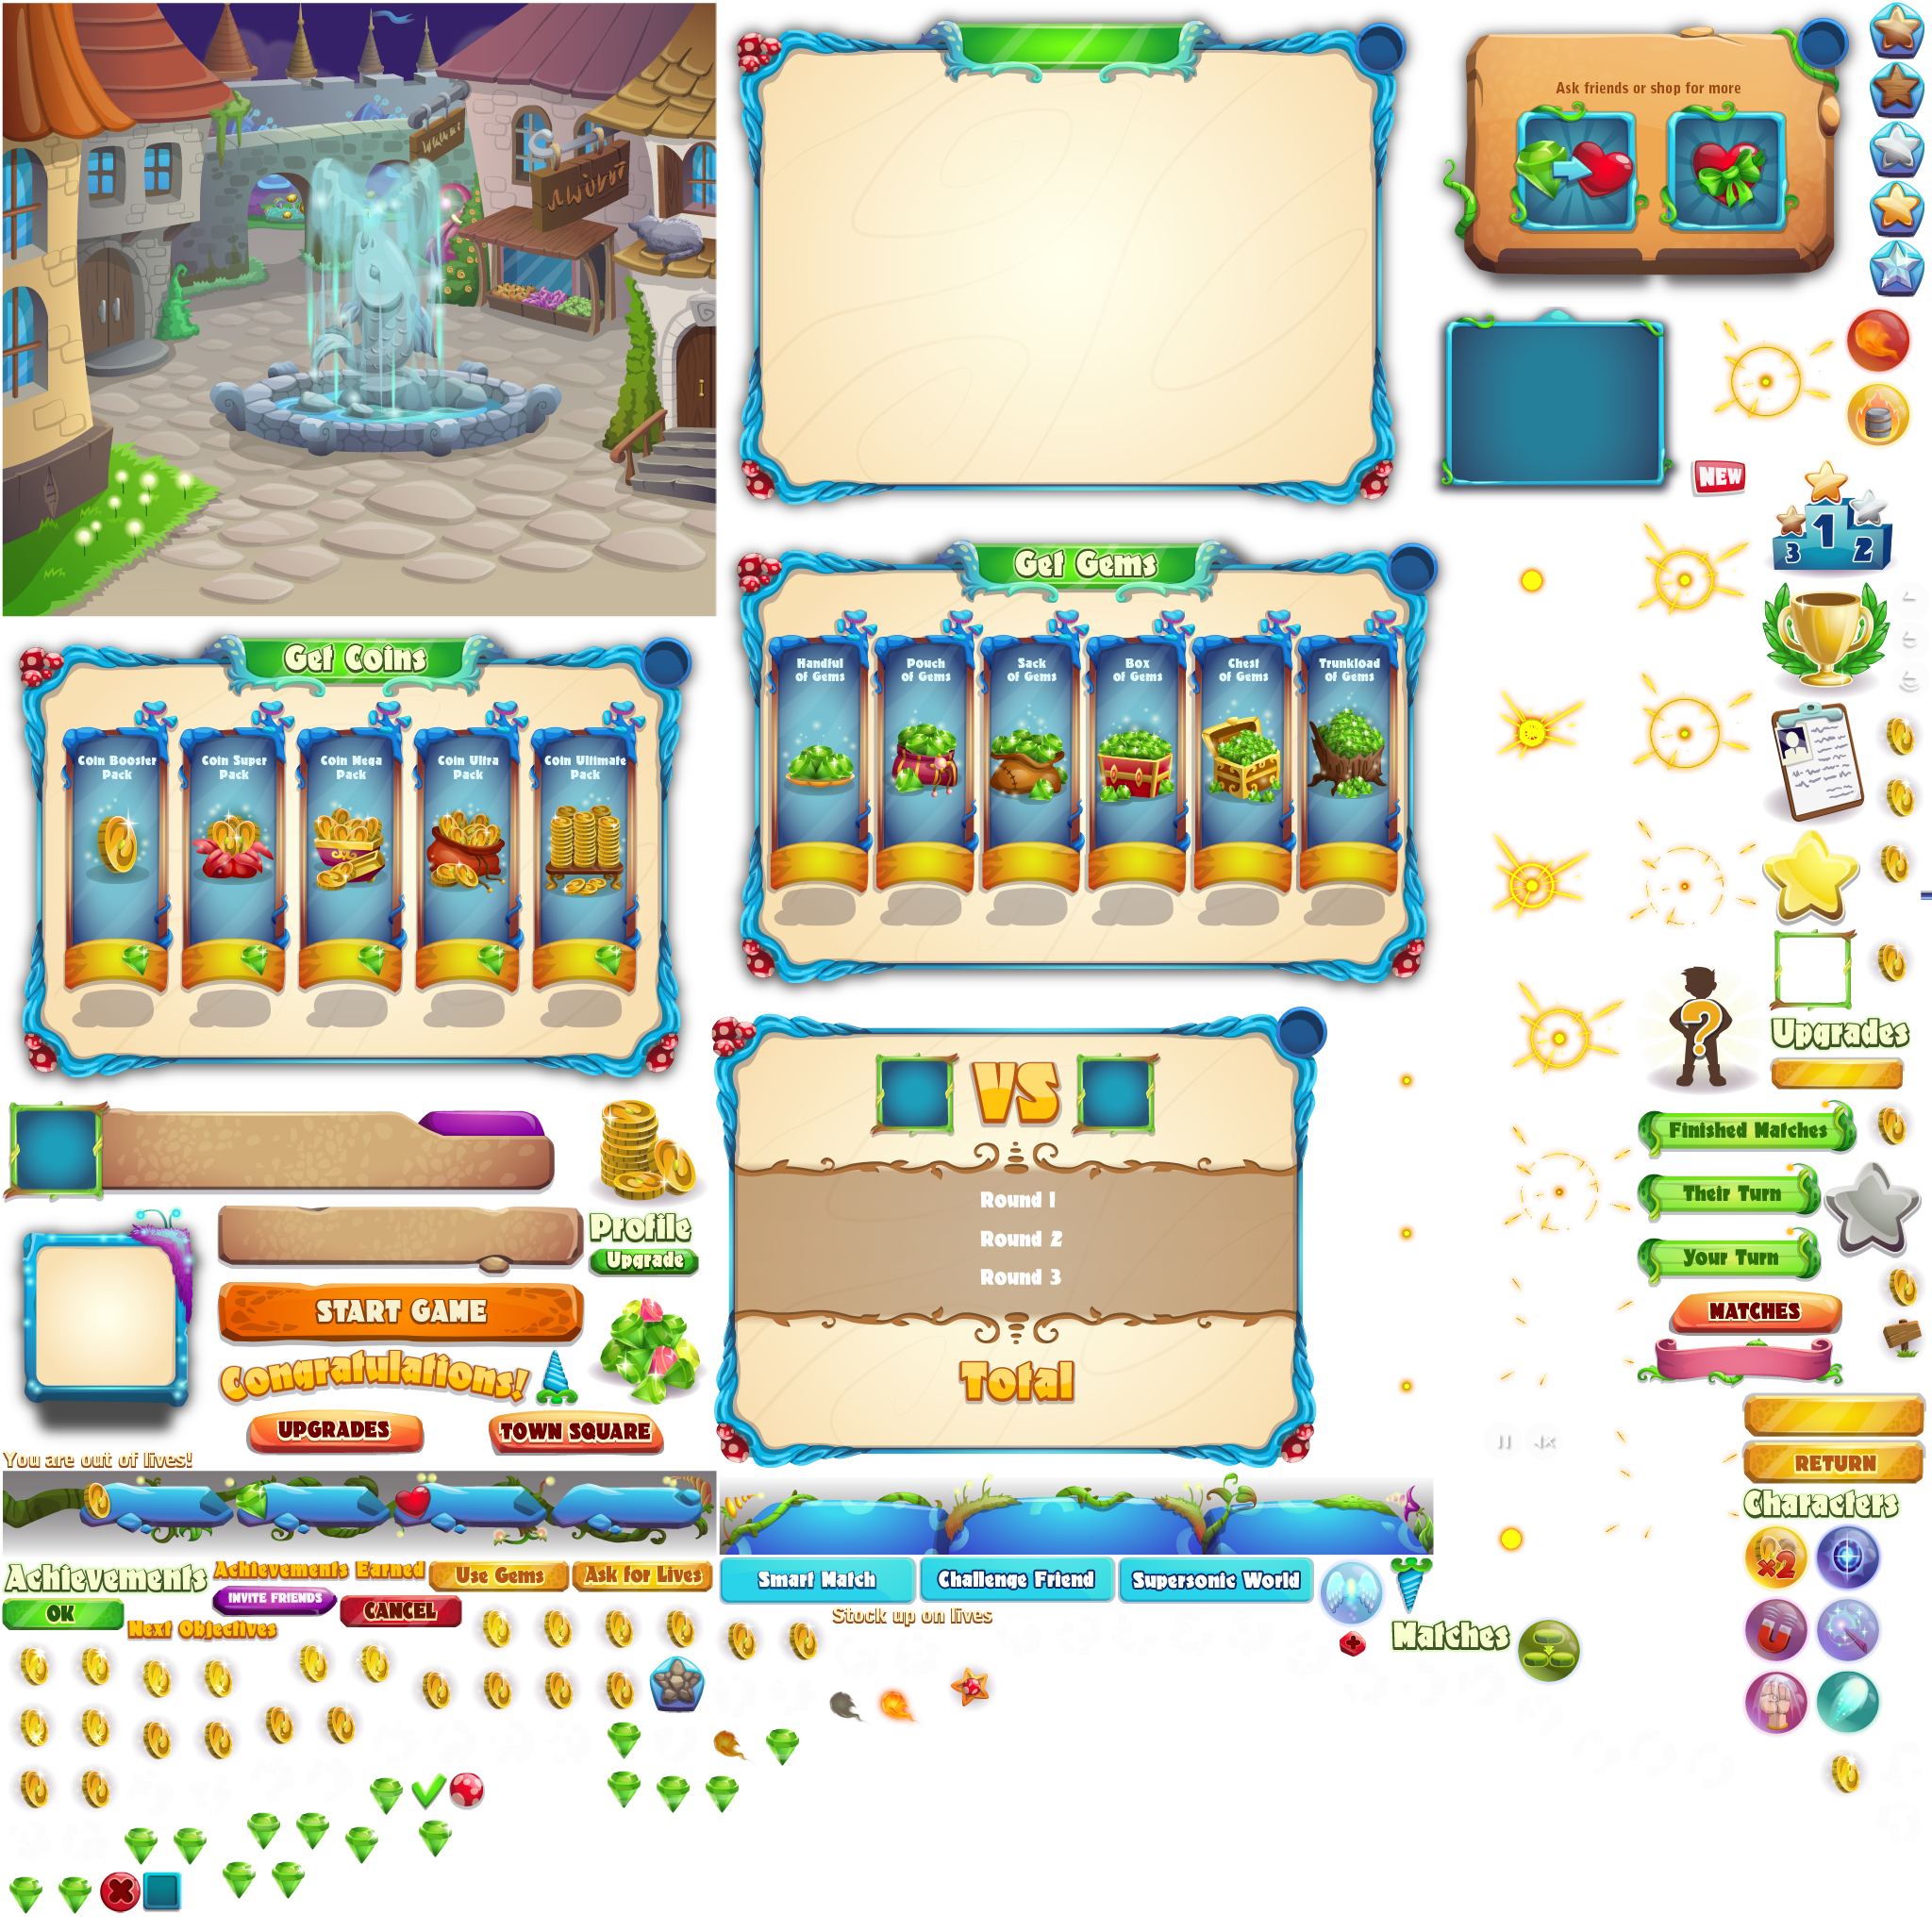 Ask friends or shop for more
NEW
1
3
2
Get Gems
Handful
of Gems
Pouch
of Gems
Sack
of Gems
Box
of Gems
Chest
of Gems
Trunkload
of Gems
Get Coins
Coin Booster
Pack
Coin Super
Pack
Coin Mega
Pack
Coin Ultra
Pack
Coin Ultimate
Pack
?
Upgrades
VS
Round 1
Round 2
Round 3
Total
Finished Matches
Their Turn
Your Turn
MATCHES
Profile
Upgrade
START GAME
Congratulations!
UPGRADES
TOWN SQUARE
You are out of lives!
RETURN
Characters
x2
Achievements
Achievements Earned
Use Gems
Ask for Lives
Smart Match
Challenge Friend
Supersonic World
INVITE FRIENDS
OK
CANCEL
Next Objectives
Stock up on lives
Matches